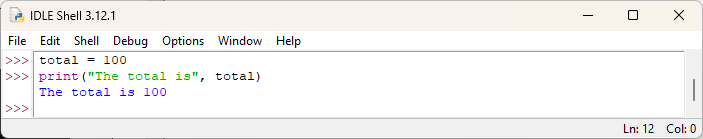 IDLE Shell 3.12.1
File Edit Shell Debug Options Window Help
>>> total = 100
>>> print("The total is", total)
The total is 100
>>>
Ln: 12 Col: 0